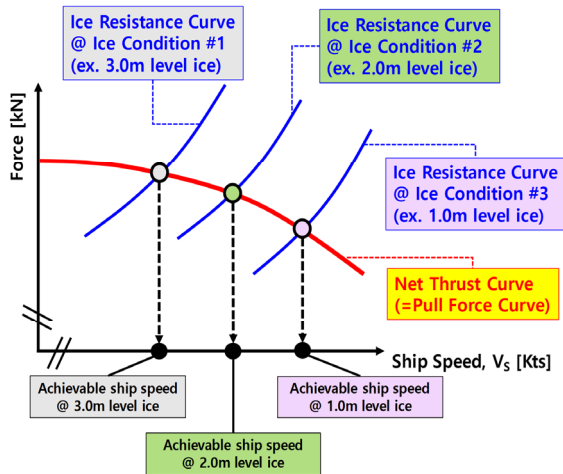 Ice Resistance Curve
@ Ice Condition #1
(ex. 3.0m level ice)
Ice Resistance Curve
@ Ice Condition #2
(ex. 2.0m level ice)
Ice Resistance Curve
@ Ice Condition #3
(ex. 1.0m level ice)
Force [kN]
Net Thrust Curve
(=Pull Force Curve)
Ship Speed, VS [Kts]
Achievable ship speed
@ 3.0m level ice
Achievable ship speed
@ 1.0m level ice
Achievable ship speed
@ 2.0m level ice